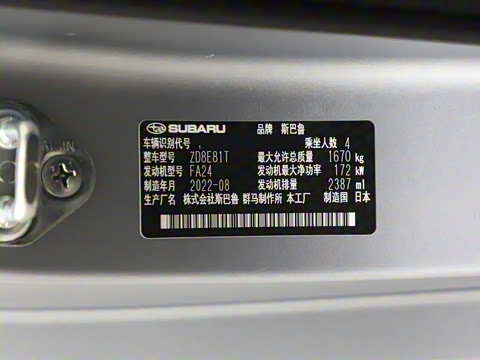 SUBARU 品牌 斯巴鲁
车辆识别代号 乘坐人数 4
整车型号 ZD8E81T 最大允许总质量 1670 kg
发动机型号 FA24 发动机最大净功率 172 kW
制造年月 2022-08 发动机排量 2387 ml
生产厂名 株式会社斯巴鲁 群马制作所 本工厂 制造国 日本